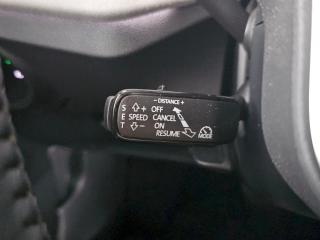 - DISTANCE +
S + OFF
E SPEED CANCEL
T - ON
RESUME MODE